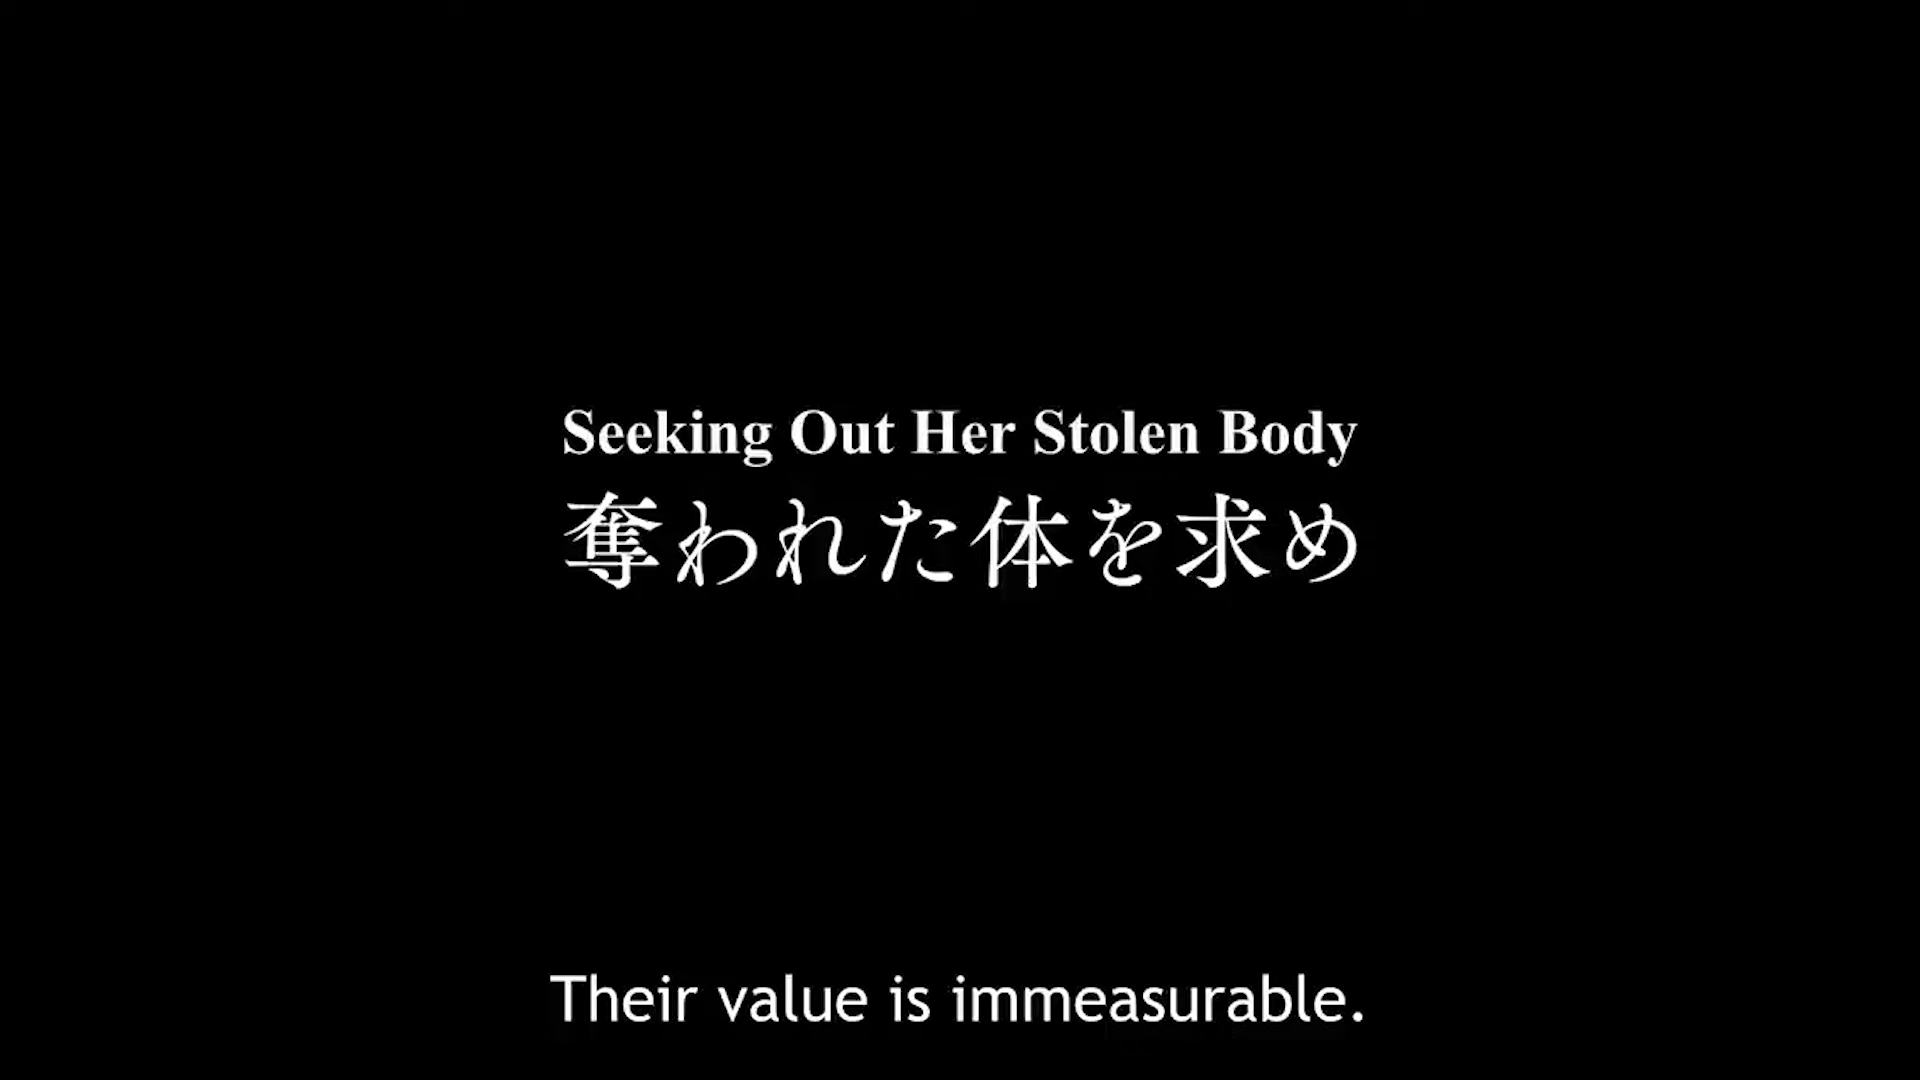 Seeking Out Her Stolen Body
奪われた体を求め
Their value is immeasurable.